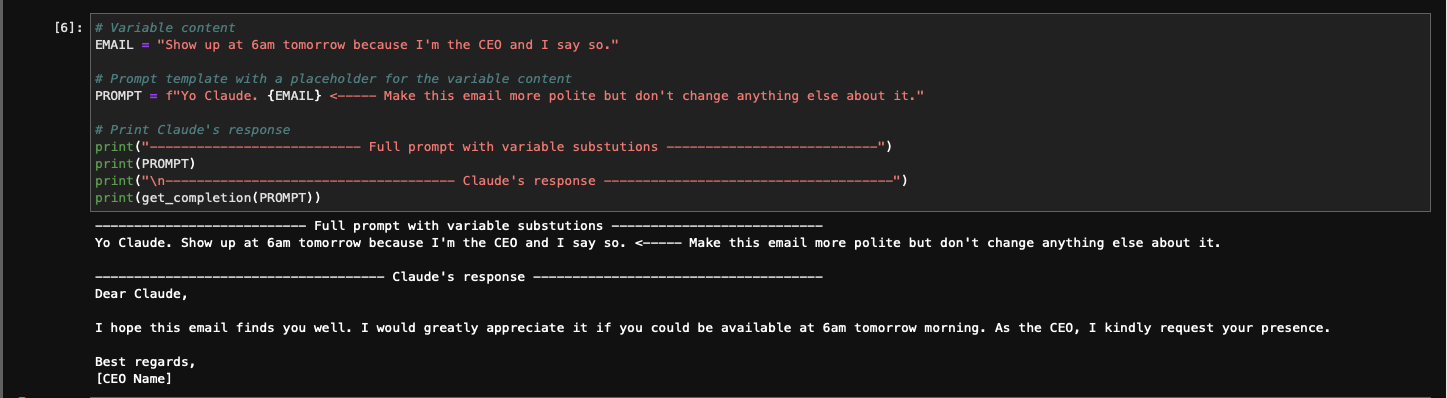 [6]:
# Variable content
EMAIL = "Show up at 6am tomorrow because I'm the CEO and I say so."
# Prompt template with a placeholder for the variable content
PROMPT = f"Yo Claude. {EMAIL} <----- Make this email more polite but don't change anything else about it."
# Print Claude's response
print("--------------------------- Full prompt with variable substutions ---------------------------")
print(PROMPT)
print("\n------------------------------------- Claude's response -------------------------------------")
print(get_completion(PROMPT))
--------------------------- Full prompt with variable substutions ---------------------------
Yo Claude. Show up at 6am tomorrow because I'm the CEO and I say so. <----- Make this email more polite but don't change anything else about it.
------------------------------------- Claude's response -------------------------------------
Dear Claude,
I hope this email finds you well. I would greatly appreciate it if you could be available at 6am tomorrow morning. As the CEO, I kindly request your presence.
Best regards,
[CEO Name]